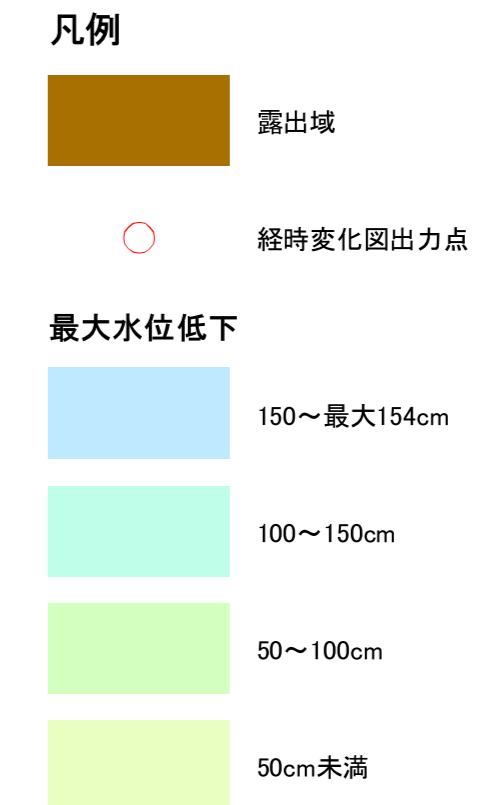 凡例
露出域
経時変化図出力点
最大水位低下
150～最大154cm
100～150cm
50～100cm
50cm未満